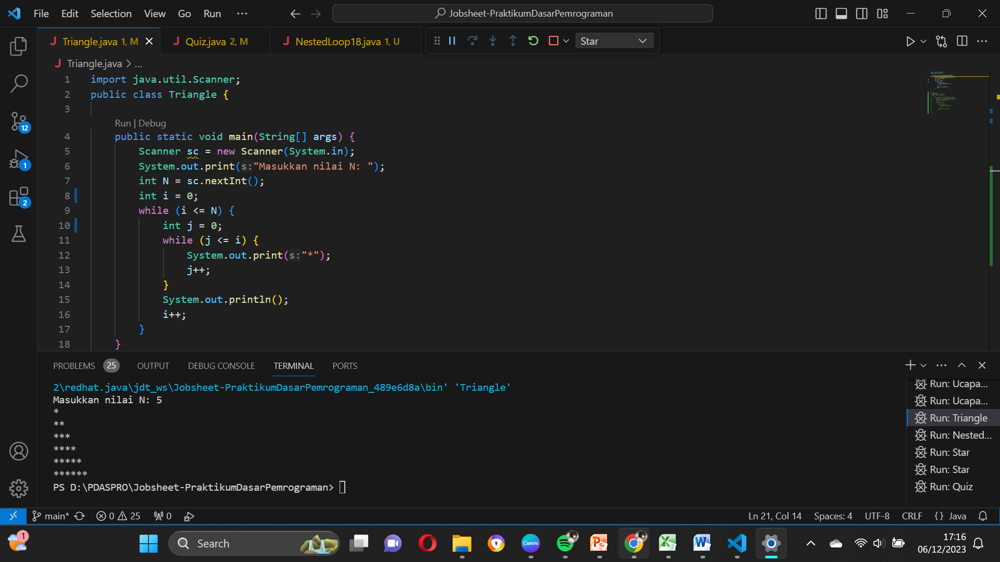 File Edit Selection View Go Run ... Jobsheet-PraktikumDasarPemrograman
Triangle.java 1, M Quiz.java 2, M NestedLoop18.java 1, U Star
Triangle.java > ...
1 import java.util.Scanner;
2 public class Triangle {
3
Run | Debug
4 public static void main(String[] args) {
5 Scanner sc = new Scanner(System.in);
6 System.out.print(s:"Masukkan nilai N: ");
7 int N = sc.nextInt();
8 int i = 0;
9 while (i <= N) {
10 int j = 0;
11 while (j <= i) {
12 System.out.print(s:"*");
13 j++;
14 }
15 System.out.println();
16 i++;
17 }
18 }
12
1
2
PROBLEMS 25 OUTPUT DEBUG CONSOLE TERMINAL PORTS
2\redhat.java\jdt_ws\Jobsheet-PraktikumDasarPemrograman_489e6d8a\bin' 'Triangle'
Masukkan nilai N: 5
*
**
***
****
*****
******
PS D:\PDASPRO\Jobsheet-PraktikumDasarPemrograman>
Run: Ucapa...
Run: Ucapa...
Run: Triangle
Run: Nested...
Run: Star
Run: Star
Run: Quiz
main* 0 25 0 Ln 21, Col 14 Spaces: 4 UTF-8 CRLF {} Java
1 Search Canva 17:16
06/12/2023